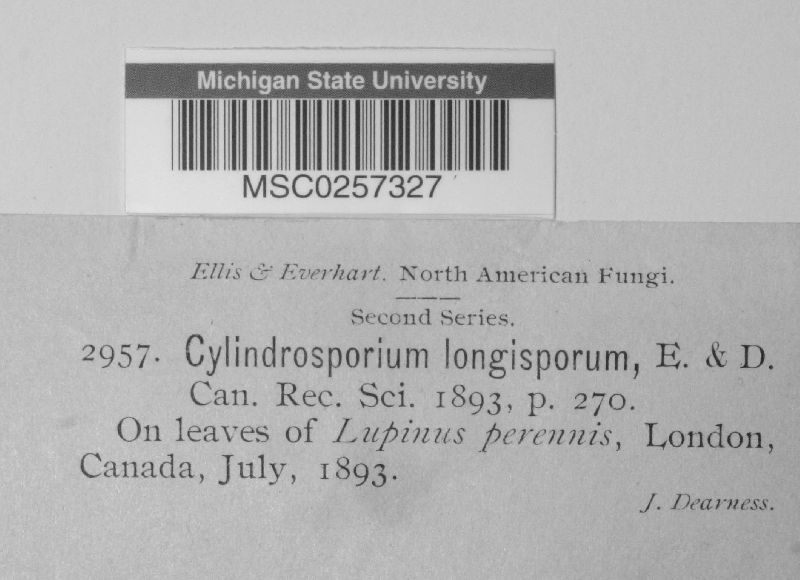 Michigan State University
MSC0257327
Ellis & Everhart. North American Fungi.
Second Series.
2957. Cylindrosporium longisporum, E. & D.
Can. Rec. Sci. 1893, p. 270.
On leaves of Lupinus perennis, London,
Canada, July, 1893.
J. Dearness.